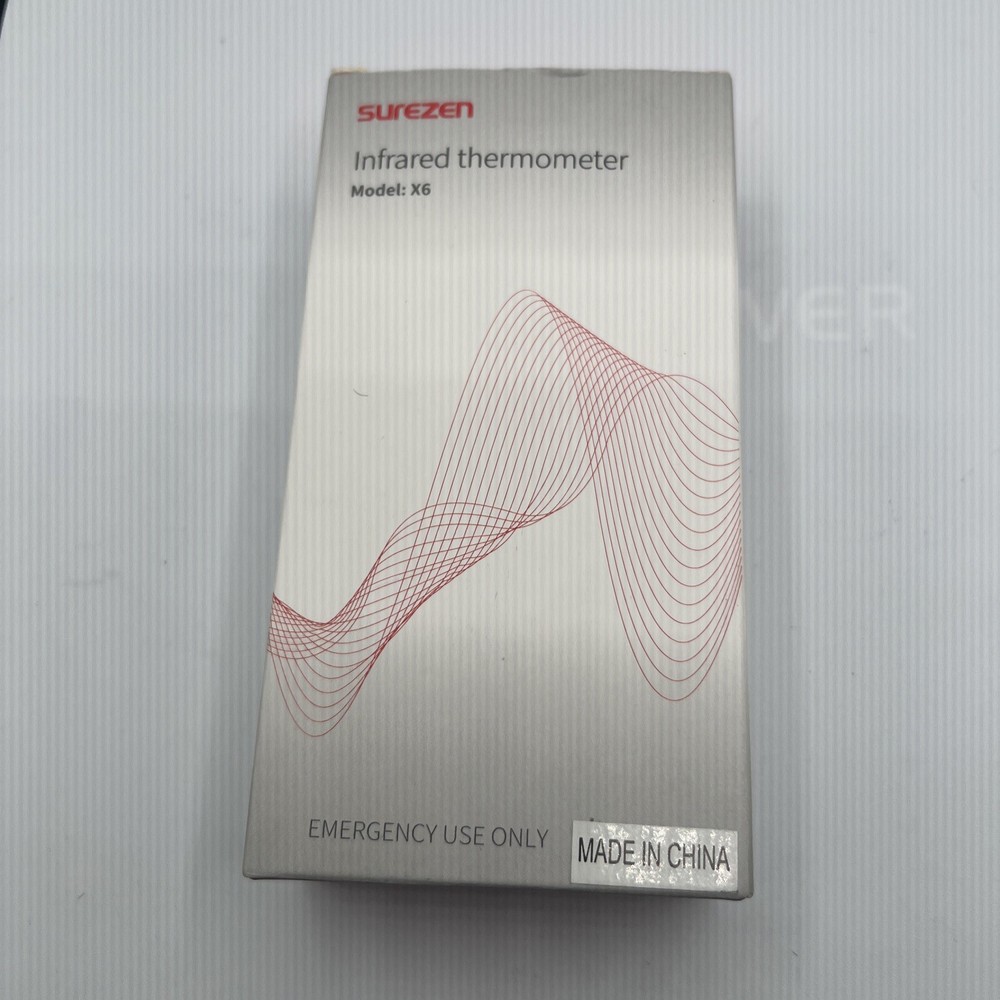 SUREZEN
Infrared thermometer
Model: X6
EMERGENCY USE ONLY
MADE IN CHINA